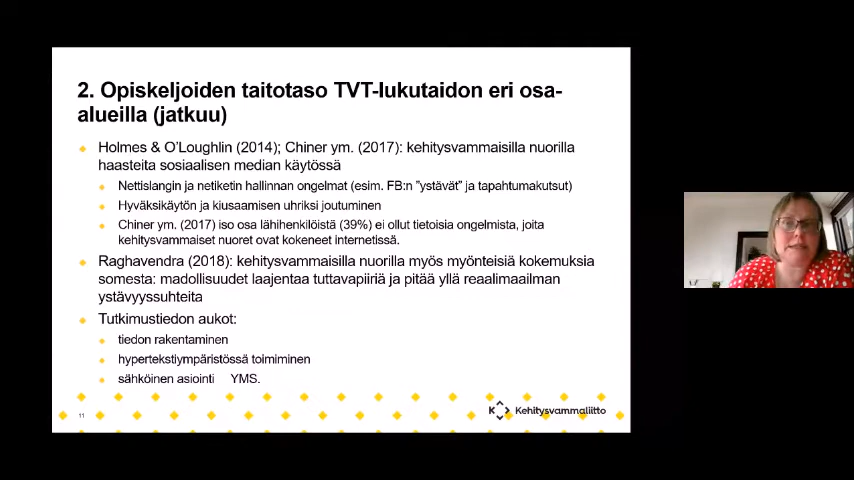 2. Opiskeljoiden taitotaso TVT-lukutaidon eri osa-
alueilla (jatkuu)
Holmes & O'Loughlin (2014); Chiner ym. (2017): kehitysvammaisilla nuorilla
haasteita sosiaalisen median käytössä
Nettislangin ja netiketin hallinnan ongelmat (esim. FB:n "ystävät" ja tapahtumakutsut)
Hyväksikäytön ja kiusaamisen uhriksi joutuminen
Chiner ym. (2017) iso osa lähihenkilöistä (39%) ei ollut tietoisia ongelmista, joita
kehitysvammaiset nuoret ovat kokeneet internetissä.
Raghavendra (2018): kehitysvammaisilla nuorilla myös myönteisiä kokemuksia
somesta: madollisuudet laajentaa tuttavapiiriä ja pitää yllä reaalimaailman
ystävyyssuhteita
Tutkimustiedon aukot:
tiedon rakentaminen
hypertekstiympäristössä toimiminen
sähköinen asiointi YMS.
11
K Kehitysvammaliitto